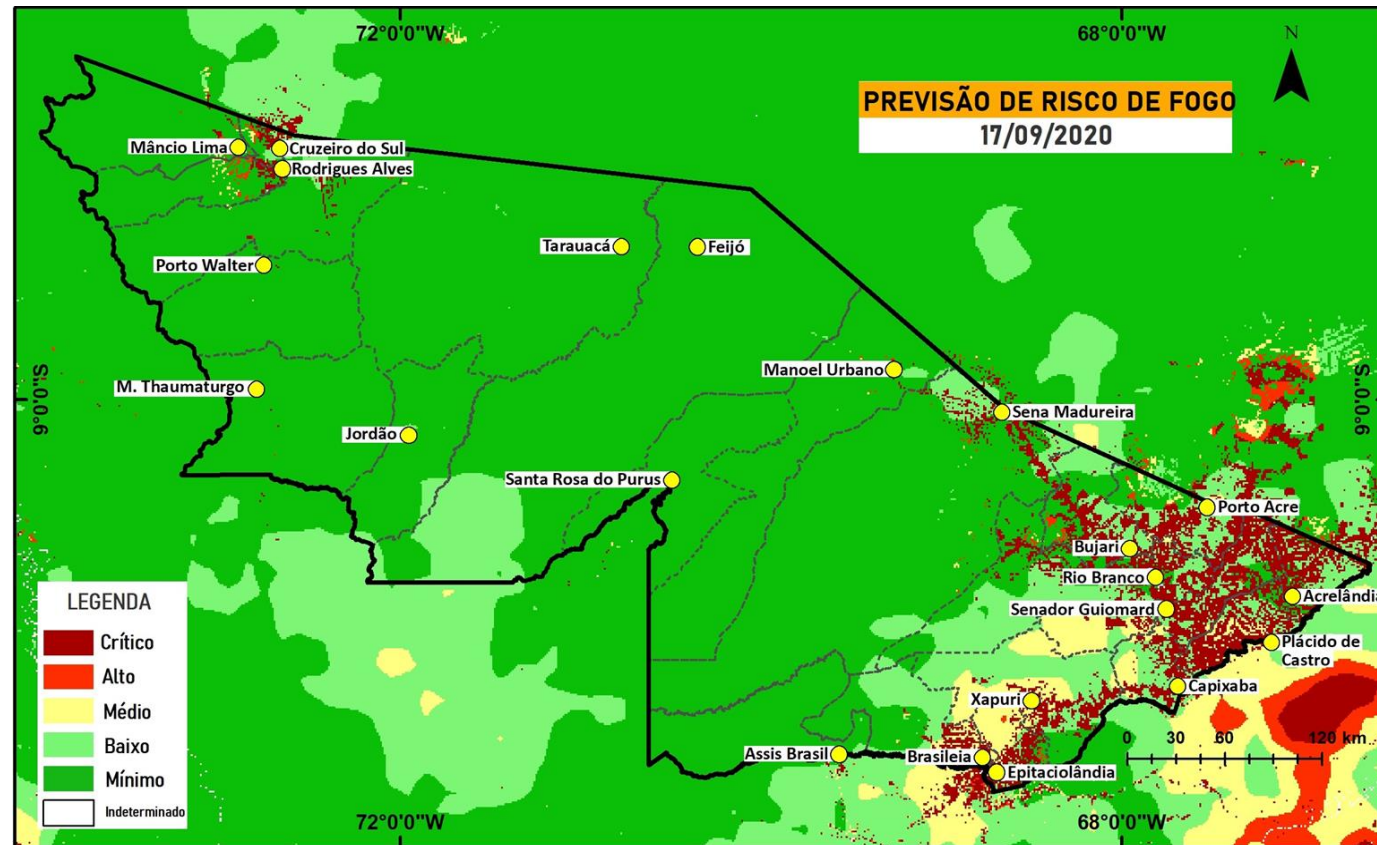 72°0'0"W
68°0'0"W
N
PREVISÃO DE RISCO DE FOGO
17/09/2020
Mâncio Lima
Cruzeiro do Sul
Rodrigues Alves
Tarauacá
Feijó
Porto Walter
Manoel Urbano
M. Thaumaturgo
9°0'0"S
Sena Madureira
9°0'0"S
Jordão
Santa Rosa do Purus
Porto Acre
Bujari
Rio Branco
Acrelândia
Senador Guiomard
Plácido de
Castro
Capixaba
Xapuri
Assis Brasil
Brasileia
Epitaciolândia
0 30 60 120 km
LEGENDA
Crítico
Alto
Médio
Baixo
Mínimo
Indeterminado
72°0'0"W
68°0'0"W